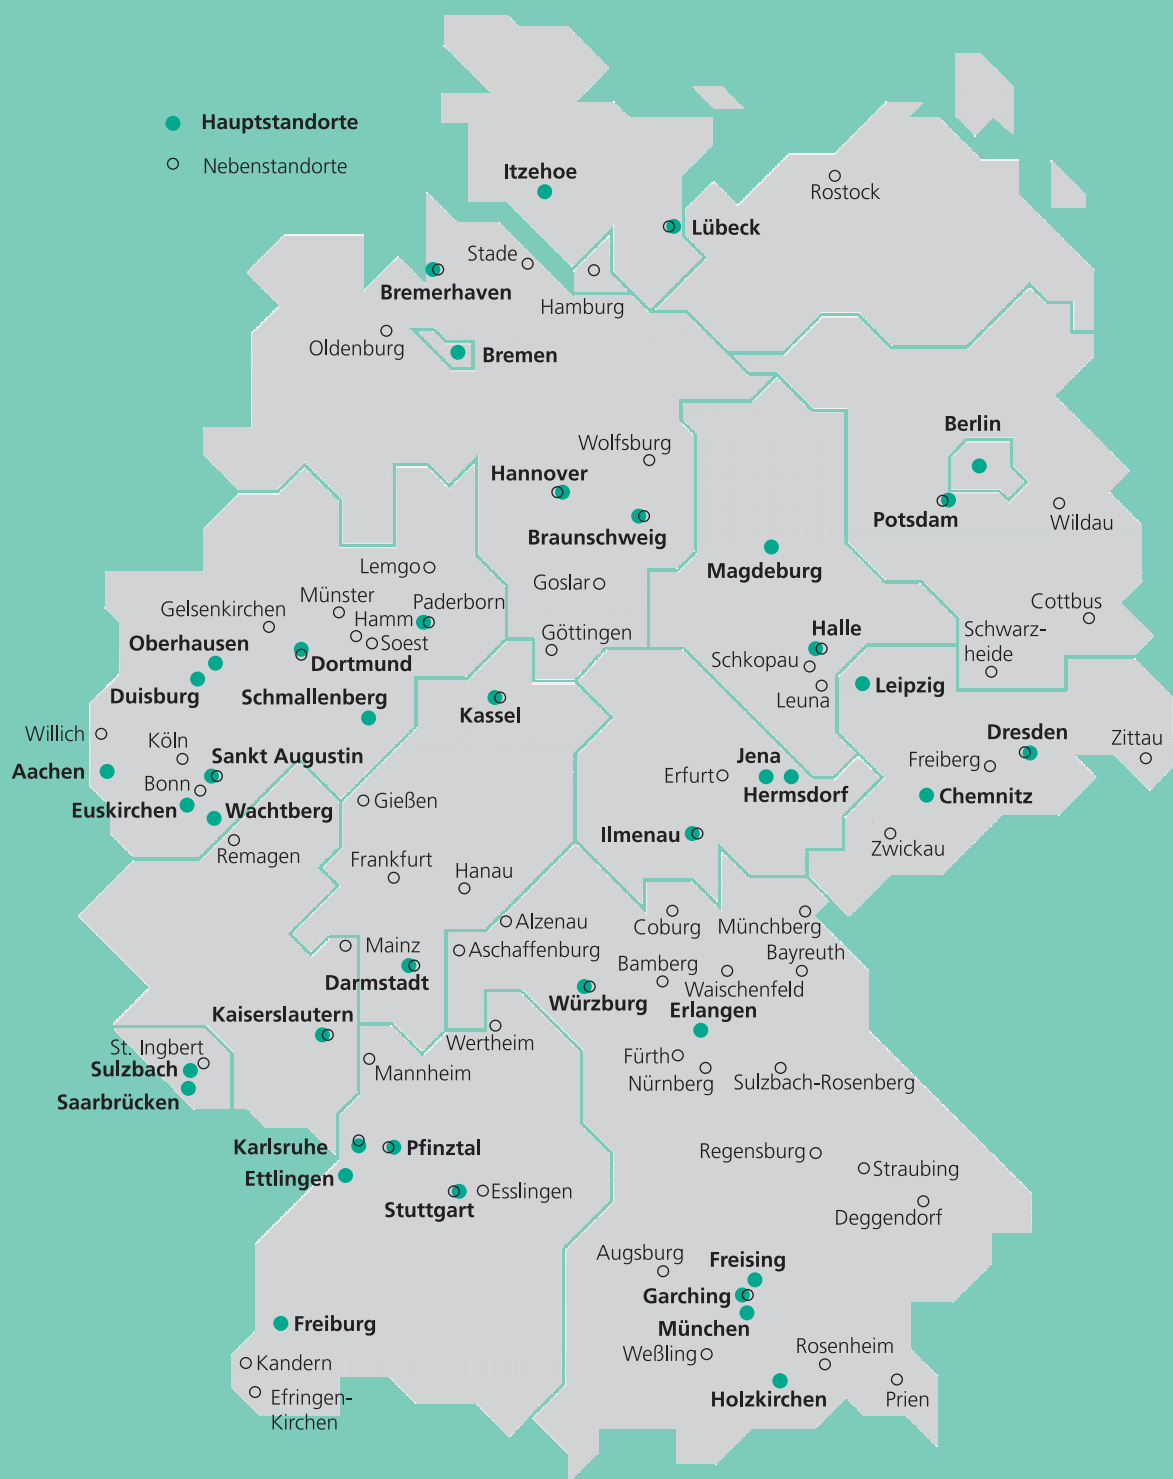 Hauptstandorte
Nebenstandorte
Itzehoe
Rostock
Lübeck
Stade
Bremerhaven
Hamburg
Oldenburg
Bremen
Berlin
Wolfsburg
Hannover
Potsdam
Wildau
Braunschweig
Magdeburg
Lemgo
Goslar
Münster
Paderborn
Gelsenkirchen
Hamm
Cottbus
Göttingen
Halle
Schwarz-
heide
Oberhausen
Soest
Dortmund
Schkopau
Duisburg
Schmallenberg
Leipzig
Leuna
Kassel
Willich
Köln
Dresden
Zittau
Sankt Augustin
Jena
Freiberg
Aachen
Bonn
Erfurt
Hermsdorf
Chemnitz
Euskirchen
Wachtberg
Gießen
Ilmenau
Zwickau
Remagen
Frankfurt
Hanau
Alzenau
Coburg
Münchberg
Mainz
Aschaffenburg
Bayreuth
Bamberg
Darmstadt
Waischenfeld
Würzburg
Erlangen
Kaiserslautern
Wertheim
St. Ingbert
Fürth
Sulzbach
Mannheim
Nürnberg
Sulzbach-Rosenberg
Saarbrücken
Karlsruhe
Pfinztal
Regensburg
Straubing
Ettlingen
Esslingen
Stuttgart
Deggendorf
Augsburg
Freising
Garching
Freiburg
München
Rosenheim
Weßling
Kandern
Efringen-
Kirchen
Holzkirchen
Prien